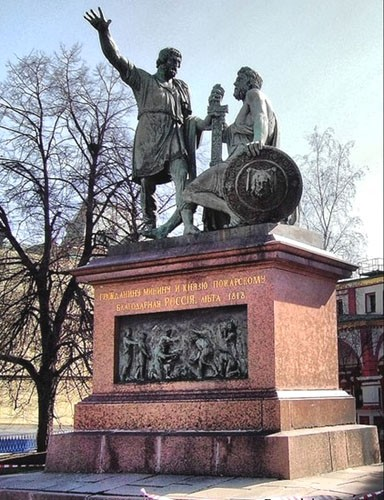 ГРАЖДАНИНУ МИНИНУ И КНЯЗЮ ПОЖАРСКОМУ
БЛАГОДАРНАЯ РОССІЯ. ЛѢТА 1818